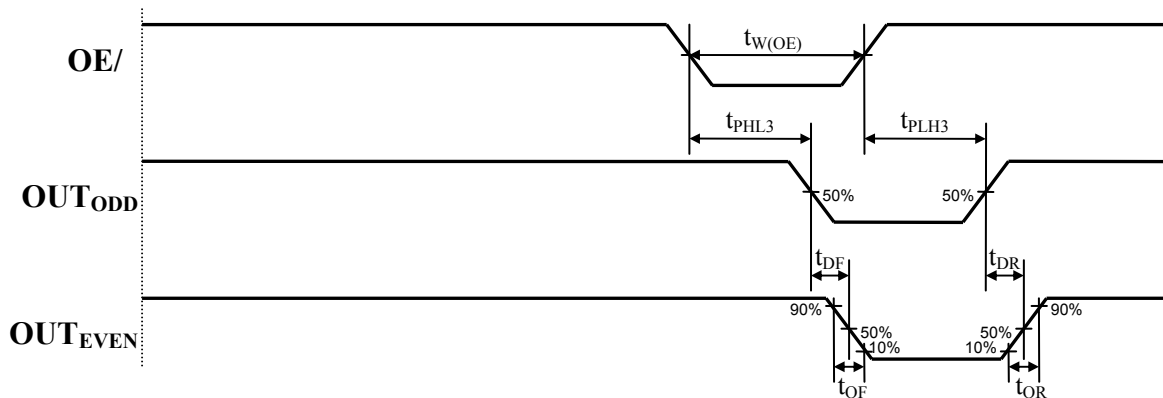 OE/
tW(OE)
tPHL3
tPLH3
OUTODD
50%
50%
tDF
tDR
OUTEVEN
90%
50%
10%
50%
10%
90%
tOF
tOR